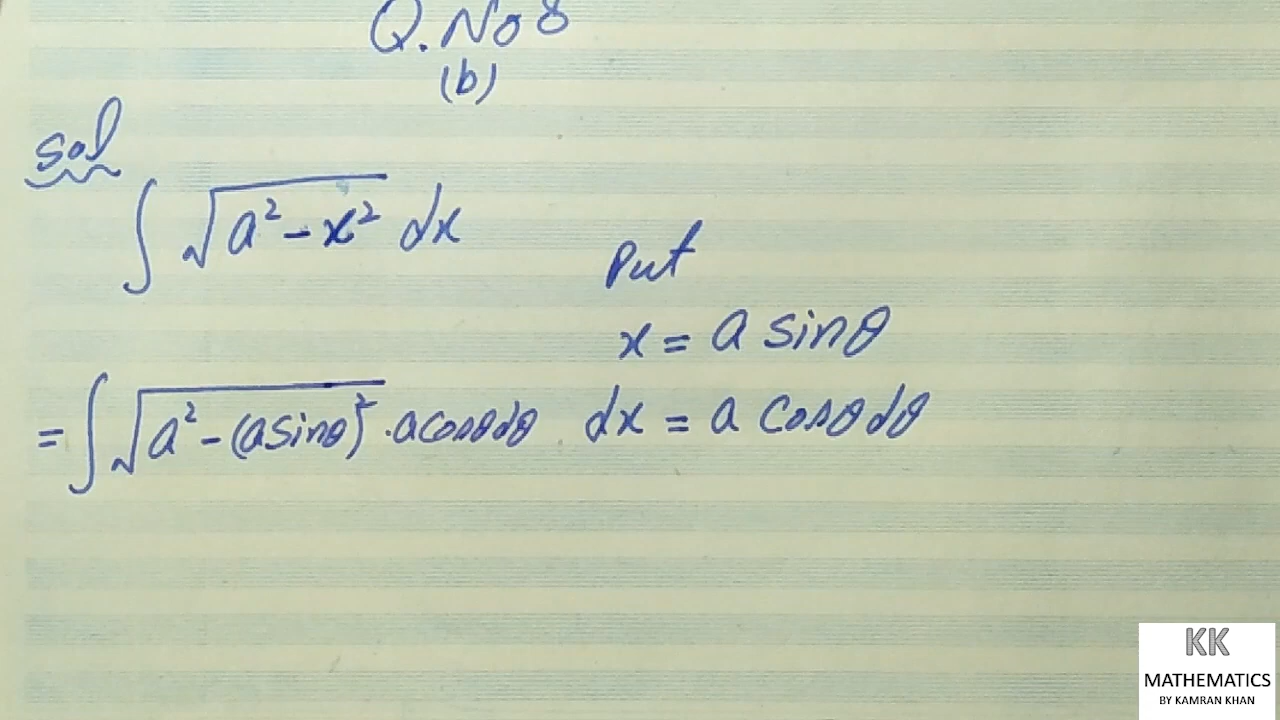 Q.No 8
(b)
Sol
∫ √(a² - x²) dx
Put
x = a sinθ
= ∫ √(a² - (a sinθ)²) . a cosθ dθ
dx = a cosθ dθ
KK
MATHEMATICS
BY KAMRAN KHAN